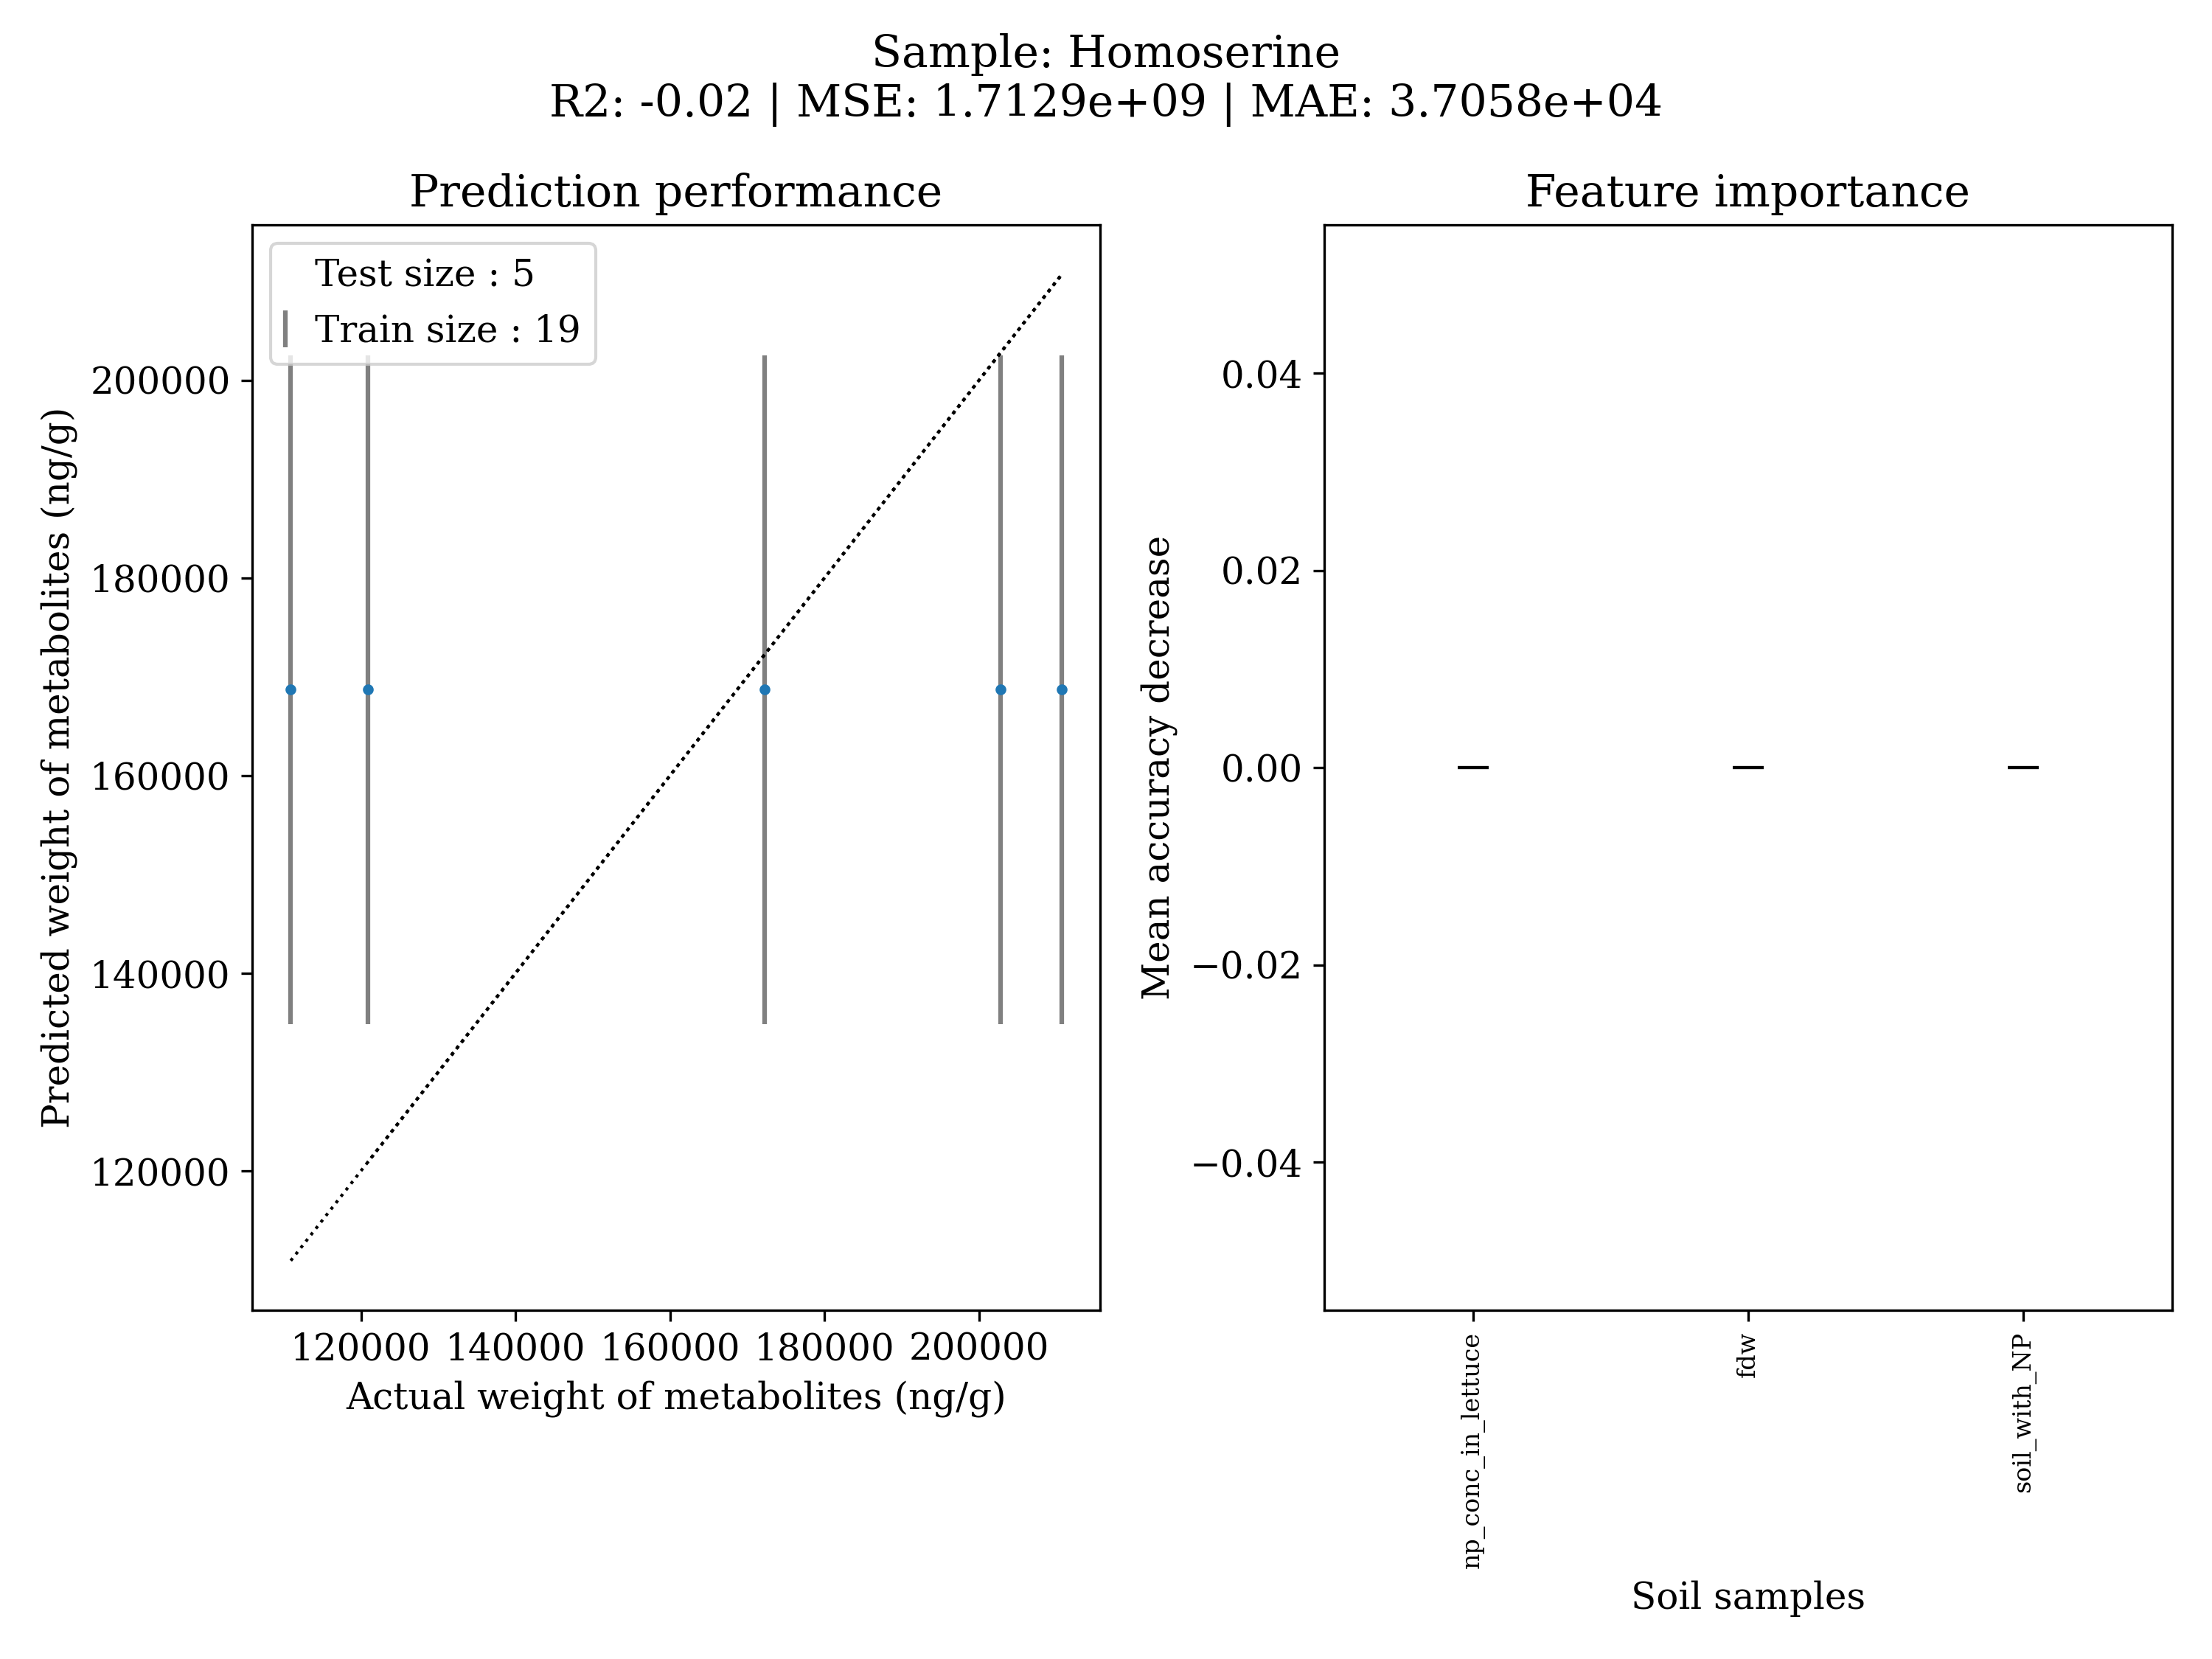 Sample: Homoserine
R2: -0.02 | MSE: 1.7129e+09 | MAE: 3.7058e+04
Prediction performance
Test size : 5
Train size : 19
200000
180000
160000
140000
120000
Predicted weight of metabolites (ng/g)
120000 140000 160000 180000 200000
Actual weight of metabolites (ng/g)
Feature importance
0.04
0.02
0.00
−0.02
−0.04
Mean accuracy decrease
np_conc_in_lettuce
fdw
soil_with_NP
Soil samples